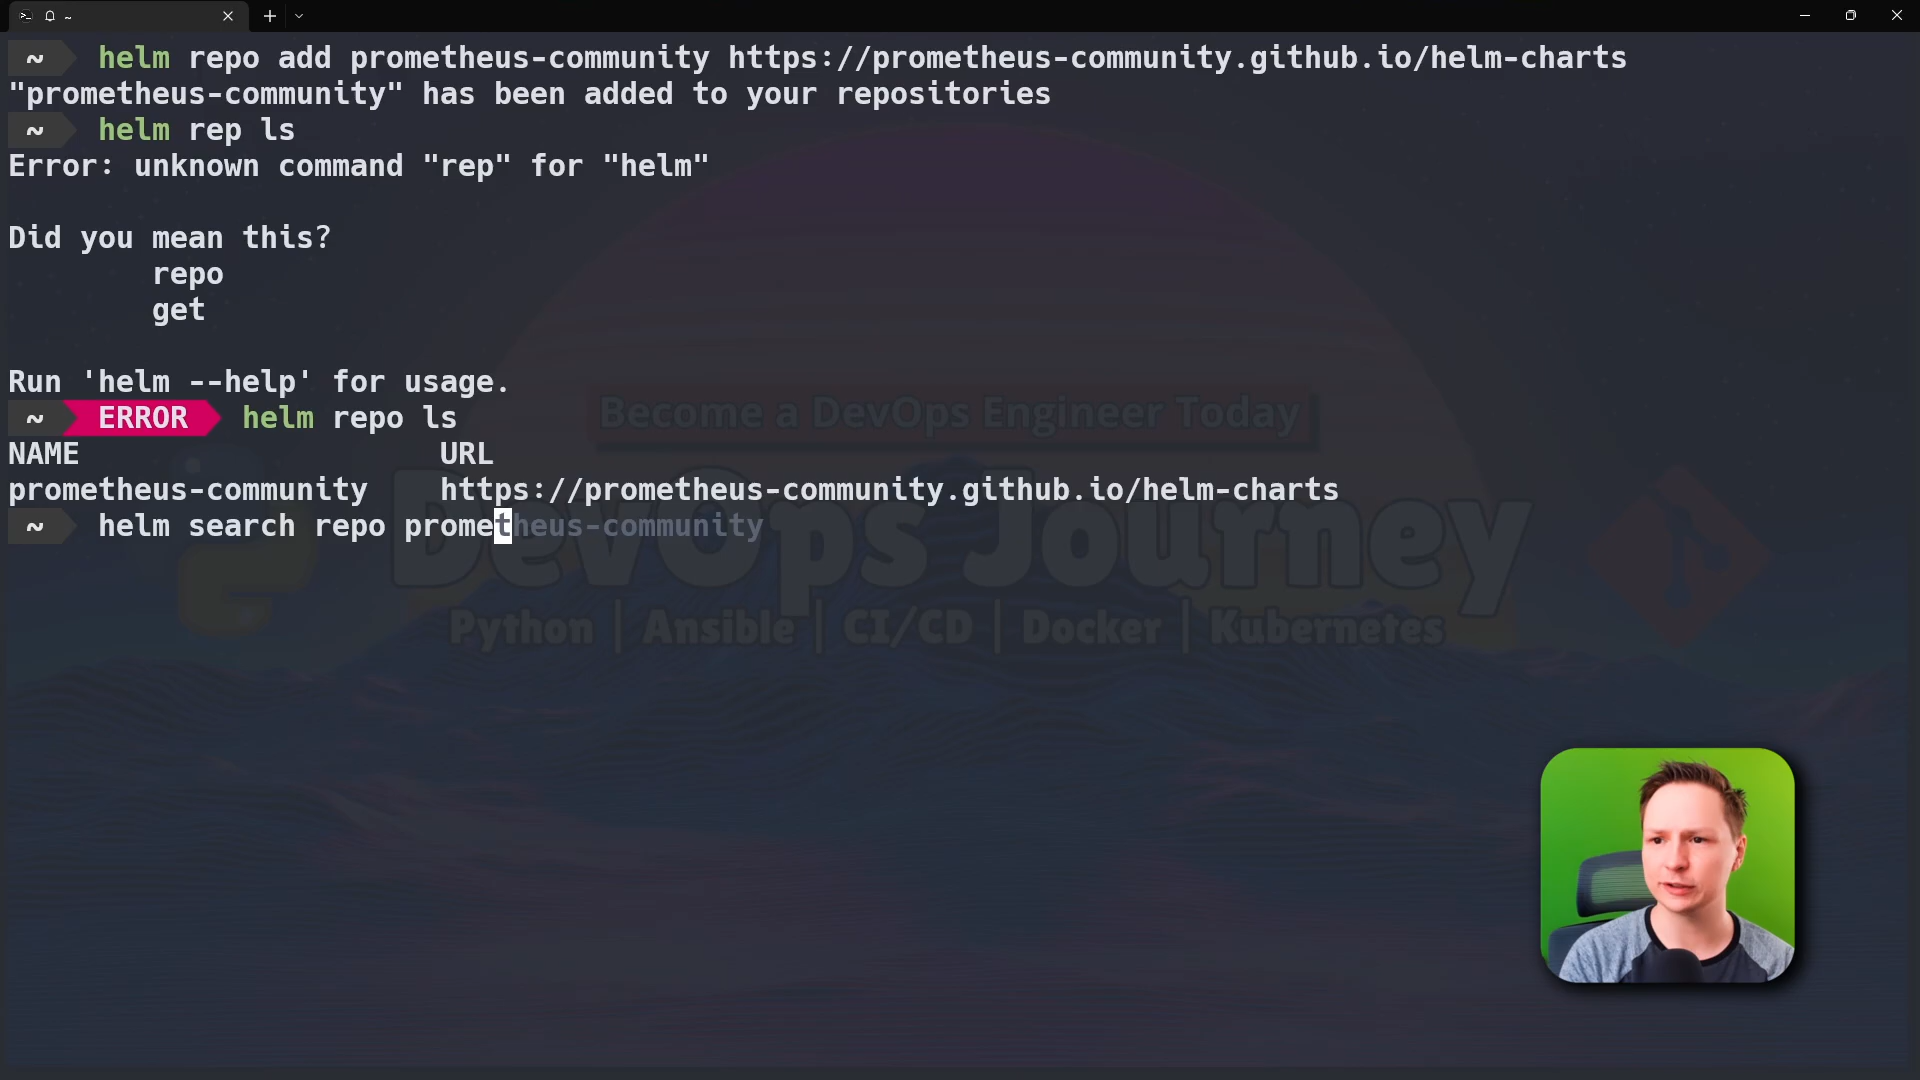 ~
~ helm repo add prometheus-community https://prometheus-community.github.io/helm-charts
"prometheus-community" has been added to your repositories
~ helm rep ls
Error: unknown command "rep" for "helm"
Did you mean this?
repo
get
Run 'helm --help' for usage.
~ ERROR helm repo ls
NAME URL
prometheus-community https://prometheus-community.github.io/helm-charts
~ helm search repo prometheus-community
Become a DevOps Engineer Today
DevOps Journey
Python | Ansible | CI/CD | Docker | Kubernetes